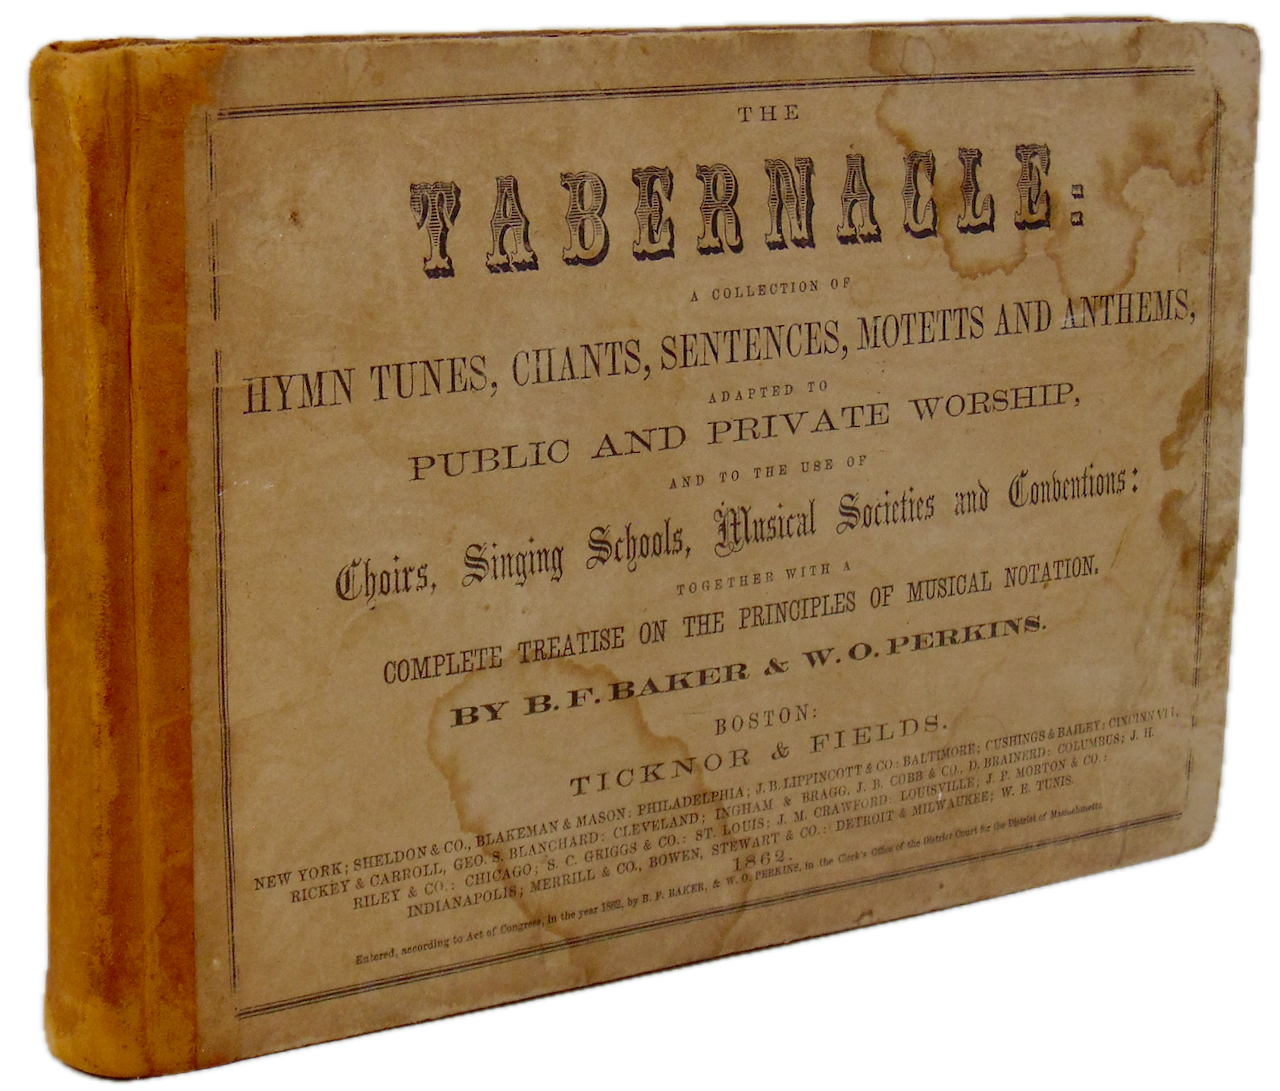 THE
TABERNACLE:
A COLLECTION OF
HYMN TUNES, CHANTS, SENTENCES, MOTETTS AND ANTHEMS,
ADAPTED TO
PUBLIC AND PRIVATE WORSHIP,
AND TO THE USE OF
Choirs, Singing Schools, Musical Societies and Conventions:
TOGETHER WITH A
COMPLETE TREATISE ON THE PRINCIPLES OF MUSICAL NOTATION.
BY B. F. BAKER & W. O. PERKINS.
BOSTON:
TICKNOR & FIELDS.
NEW YORK; SHELDON & CO., BLAKEMAN & MASON: PHILADELPHIA; J. B. LIPPINCOTT & CO.: BALTIMORE; CUSHINGS & BAILEY: CINCINNATI,
RICKEY & CARROLL, GEO. S. BLANCHARD: CLEVELAND; INGHAM & BRAGG, J. B. COBB & CO., D. BRAINERD: COLUMBUS; J. H.
RILEY & CO.: CHICAGO; S. C. GRIGGS & CO.: ST. LOUIS; J. M. CRAWFORD: LOUISVILLE; J. P. MORTON & CO.:
INDIANAPOLIS; MERRILL & CO., BOWEN, STEWART & CO.: DETROIT & MILWAUKEE; W. E. TUNIS.
1862.
Entered, according to Act of Congress, in the year 1862, by B. F. BAKER, & W. O. PERKINS, in the Clerk's Office of the District Court for the District of Massachusetts.